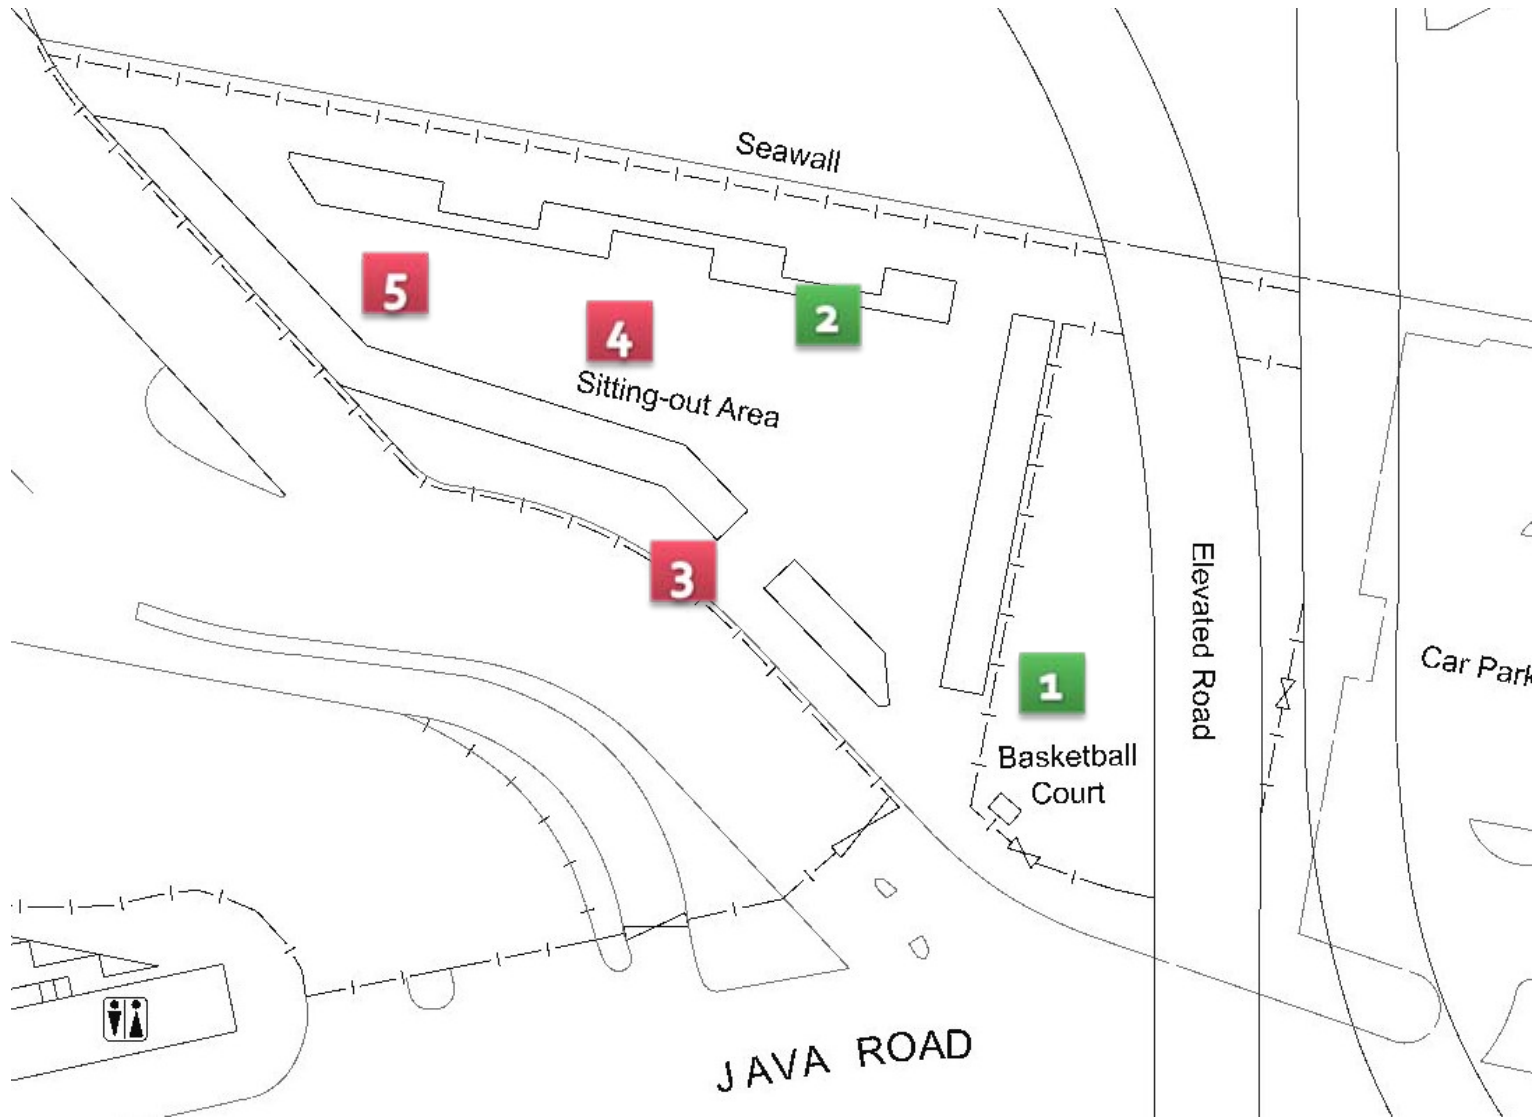 Seawall
5
4
2
Sitting-out Area
3
Elevated Road
1
Car Park
Basketball
Court
JAVA ROAD